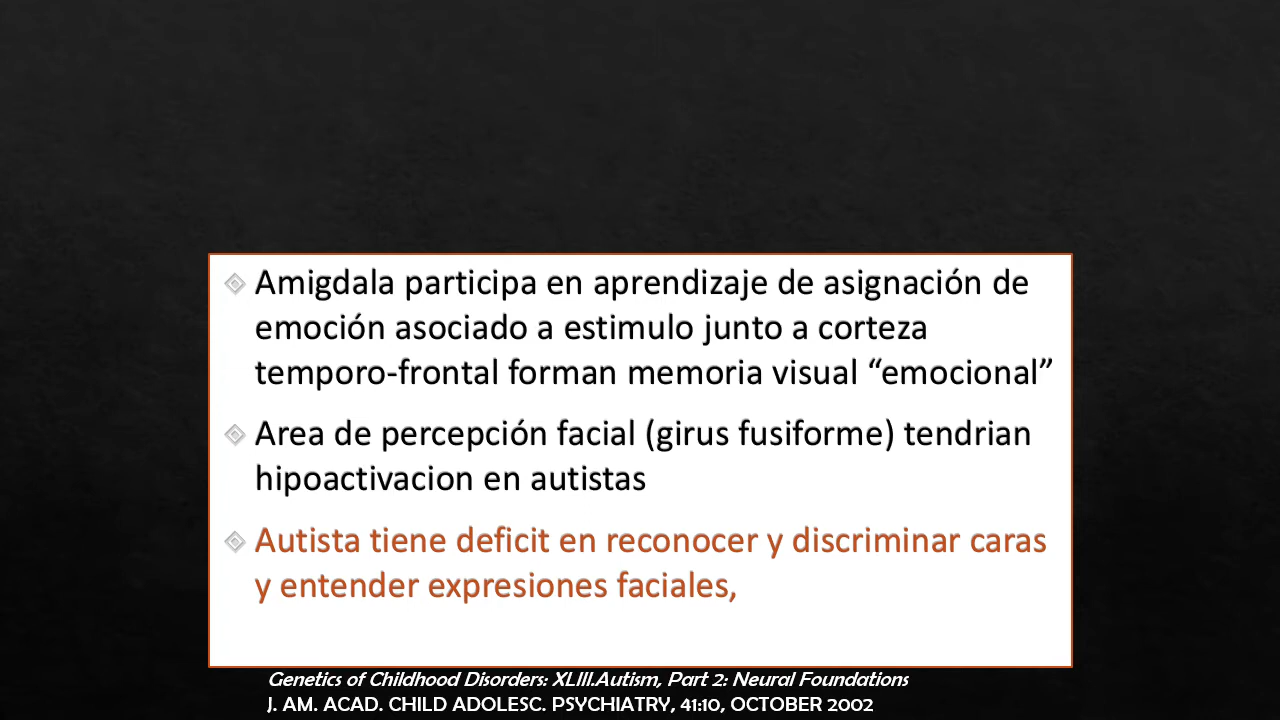 Amigdala participa en aprendizaje de asignación de
emoción asociado a estimulo junto a corteza
temporo-frontal forman memoria visual “emocional”
Area de percepción facial (girus fusiforme) tendrian
hipoactivacion en autistas
Autista tiene deficit en reconocer y discriminar caras
y entender expresiones faciales,
Genetics of Childhood Disorders: XLIII.Autism, Part 2: Neural Foundations
J. AM. ACAD. CHILD ADOLESC. PSYCHIATRY, 41:10, OCTOBER 2002